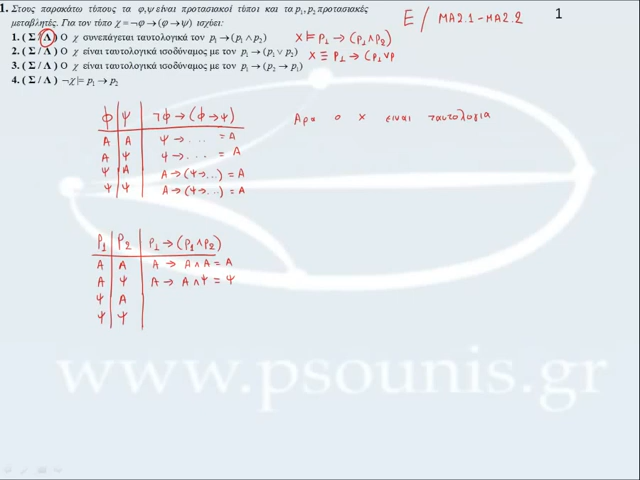 1. Στους παρακάτω τύπους τα φ,ψ είναι προτασιακοί τύποι και τα p₁,p₂ προτασιακές
μεταβλητές. Για τον τύπο χ = ¬φ → (φ → ψ) ισχύει:
1. ( Σ / Λ ) Ο χ συνεπάγεται ταυτολογικά τον p₁ → (p₁ ∧ p₂)
2. ( Σ / Λ ) Ο χ είναι ταυτολογικά ισοδύναμος με τον p₁ → (p₁ ∨ p₂)
3. ( Σ / Λ ) Ο χ είναι ταυτολογικά ισοδύναμος με τον p₁ → (p₂ → p₁)
4. ( Σ / Λ ) ¬χ |= p₁ → p₂
Ε / ΜΑ2.1-ΜΑ2.2
1
χ ⊨ p₁ → (p₁∧p₂)
χ ≡ p₁ → (p₁∨p
φ ψ ¬φ → (φ → ψ)
Α Α Ψ → ... = Α
Α Ψ Ψ → ... = Α
Ψ Α Α → (Ψ→...) = Α
Ψ Ψ Α → (Ψ→...) = Α
Αρα ο χ ειναι ταυτολογια
p₁ p₂ p₁ → (p₁∧p₂)
Α Α Α → Α∧Α = Α
Α Ψ Α → Α∧Ψ = Ψ
Ψ Α
Ψ Ψ
www.psounis.gr